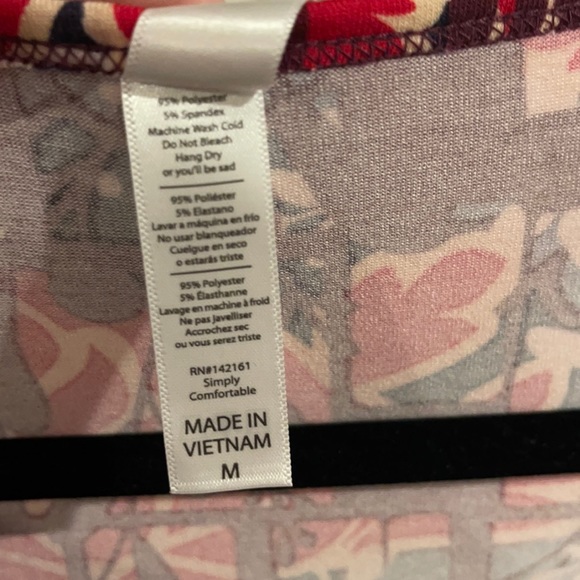 95% Polyester
5% Spandex
Machine Wash Cold
Do Not Bleach
Hang Dry
or you'll be sad
95% Poliéster
5% Elastano
Lavar a máquina en frío
No usar blanqueador
Cuelgue en seco
o estarás triste
95% Polyester
5% Élasthanne
Lavage en machine à froid
Ne pas Javelliser
Accrochez sec
ou vous serez triste
RN#142161
Simply
Comfortable
MADE IN
VIETNAM
M